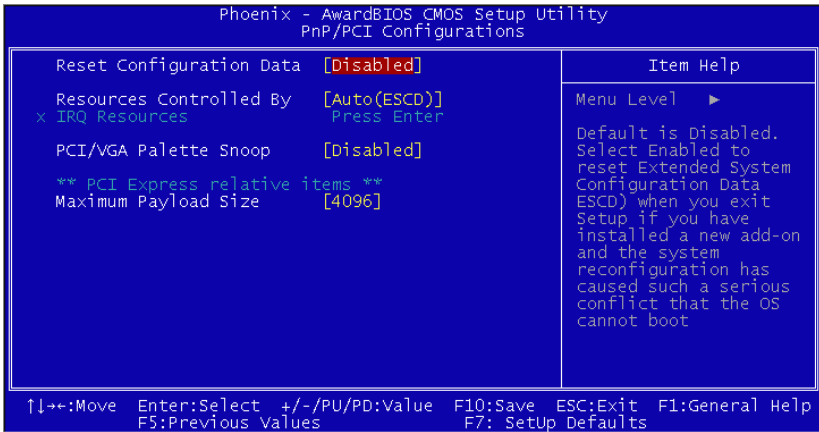 Phoenix - AwardBIOS CMOS Setup Utility
PnP/PCI Configurations
Reset Configuration Data [Disabled]
Resources Controlled By [Auto(ESCD)]
x IRQ Resources Press Enter
PCI/VGA Palette Snoop [Disabled]
** PCI Express relative items **
Maximum Payload Size [4096]
Item Help
Menu Level ►
Default is Disabled.
Select Enabled to
reset Extended System
Configuration Data
ESCD) when you exit
Setup if you have
installed a new add-on
and the system
reconfiguration has
caused such a serious
conflict that the OS
cannot boot
↑↓→←:Move Enter:Select +/-/PU/PD:Value F10:Save ESC:Exit F1:General Help
F5:Previous Values F7: SetUp Defaults